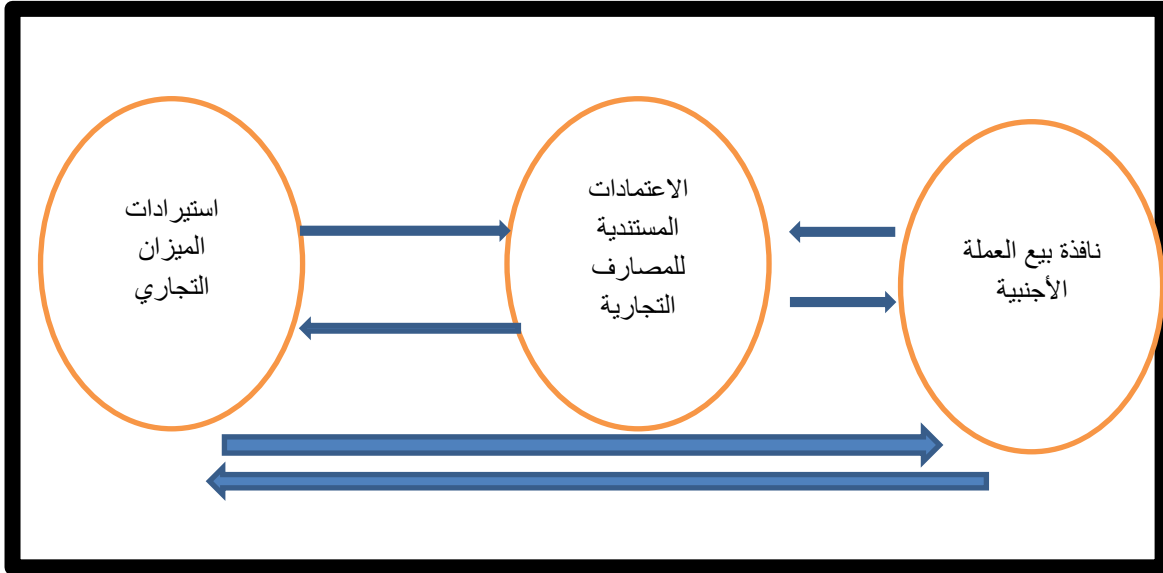 نافذة بيع العملة
الأجنبية
الاعتمادات
المستندية
للمصارف
التجارية
استيرادات
الميزان
التجاري